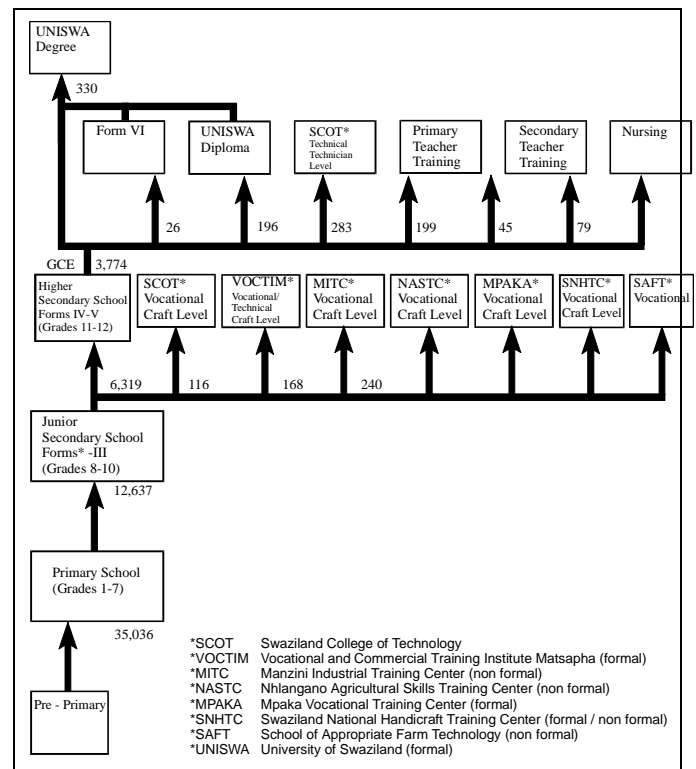 UNISWA
Degree
330
Form VI
UNISWA
Diploma
SCOT*
Technical
Technician
Level
Primary
Teacher
Training
Secondary
Teacher
Training
Nursing
26
196
283
199
45
79
GCE
3,774
Higher
Secondary School
Forms IV-V
(Grades 11-12)
SCOT*
Vocational
Craft Level
VOCTIM*
Vocational/
Technical
Craft Level
MITC*
Vocational
Craft Level
NASTC*
Vocational
Craft Level
MPAKA*
Vocational
Craft Level
SNHTC*
Vocational
Craft Level
SAFT*
Vocational
6,319
116
168
240
Junior
Secondary School
Forms* -III
(Grades 8-10)
12,637
Primary School
(Grades 1-7)
35,036
Pre - Primary
*SCOT Swaziland College of Technology
*VOCTIM Vocational and Commercial Training Institute Matsapha (formal)
*MITC Manzini Industrial Training Center (non formal)
*NASTC Nhlangano Agricultural Skills Training Center (non formal)
*MPAKA Mpaka Vocational Training Center (formal)
*SNHTC Swaziland National Handicraft Training Center (formal / non formal)
*SAFT School of Appropriate Farm Technology (non formal)
*UNISWA University of Swaziland (formal)